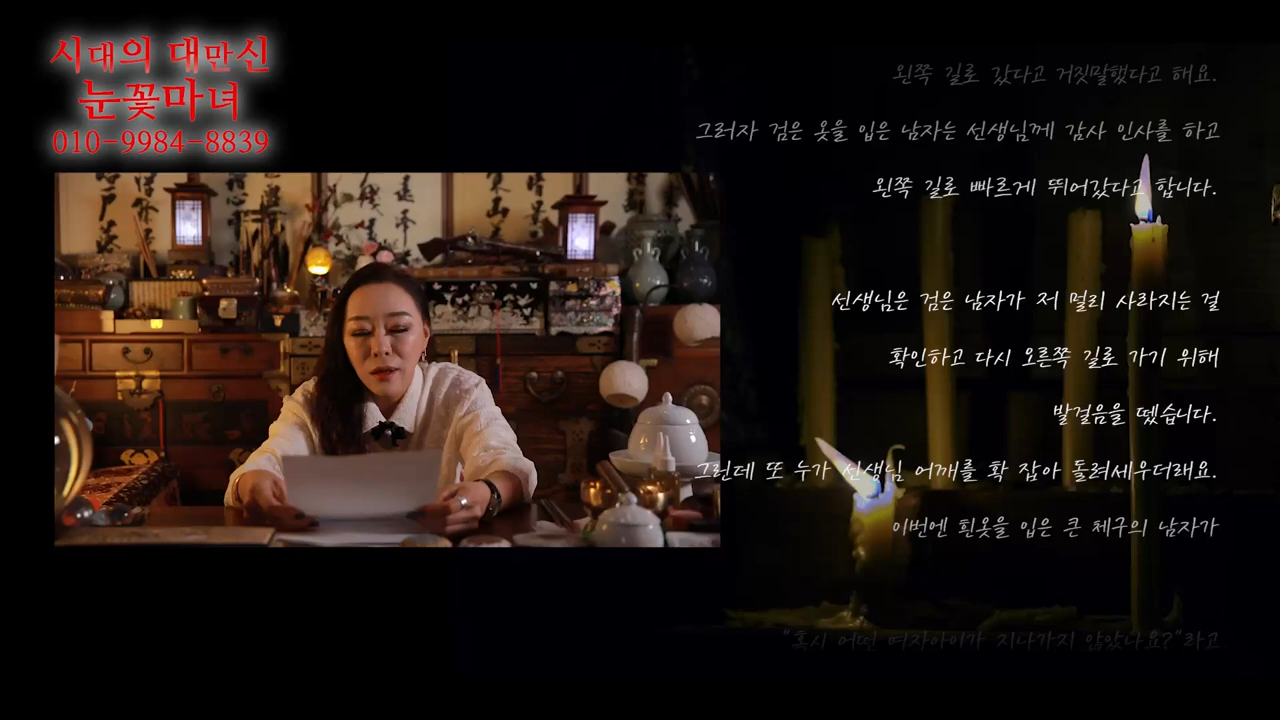 시대의 대만신
눈꽃마녀
010-9984-8839
왼쪽 길로 갔다고 거짓말했다고 해요.
그러자 검은 옷을 입은 남자는 선생님께 감사 인사를 하고
왼쪽 길로 빠르게 뛰어갔다고 합니다.
선생님은 검은 남자가 저 멀리 사라지는 걸
확인하고 다시 오른쪽 길로 가기 위해
발걸음을 뗐습니다.
그런데 또 누가 선생님 어깨를 확 잡아 돌려세우더래요.
이번엔 흰옷을 입은 큰 체구의 남자가
"혹시 어떤 여자아이가 지나가지 않았나요?"라고